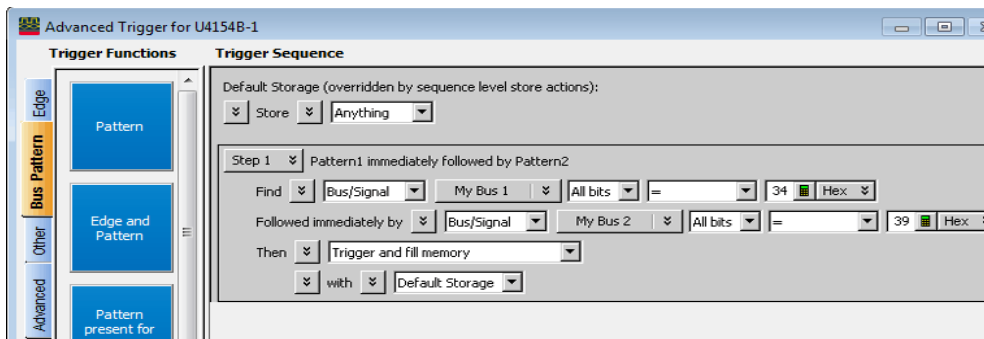 Advanced Trigger for U4154B-1
Trigger Functions Trigger Sequence
Edge
Bus Pattern
Other
Advanced
Pattern
Edge and
Pattern
Pattern
present for
Default Storage (overridden by sequence level store actions):
Store Anything
Step 1 Pattern1 immediately followed by Pattern2
Find Bus/Signal My Bus 1 All bits = 34 Hex
Followed immediately by Bus/Signal My Bus 2 All bits = 39 Hex
Then Trigger and fill memory
with Default Storage